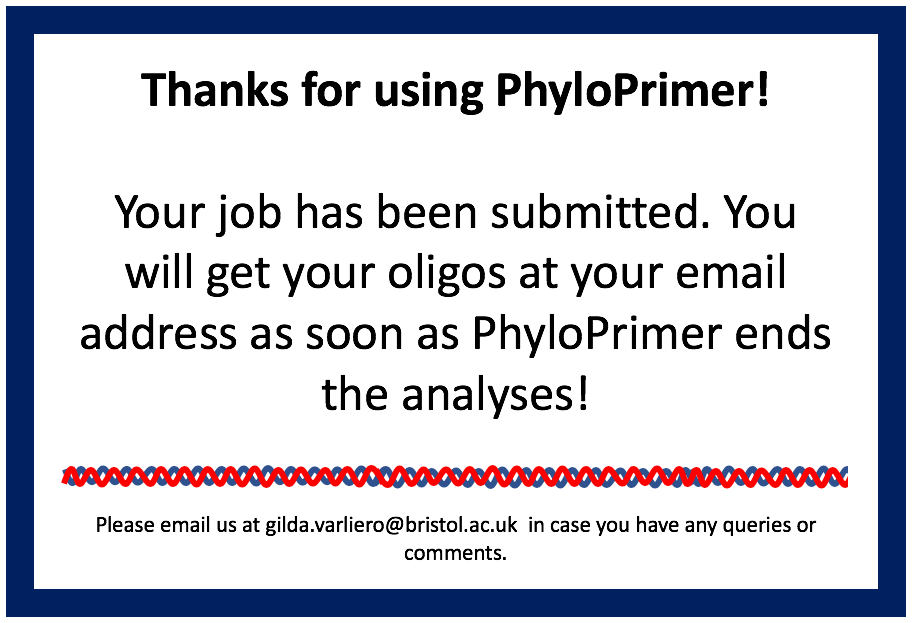 Thanks for using PhyloPrimer!
Your job has been submitted. You
will get your oligos at your email
address as soon as PhyloPrimer ends
the analyses!
Please email us at gilda.varliero@bristol.ac.uk  in case you have any queries or
comments.